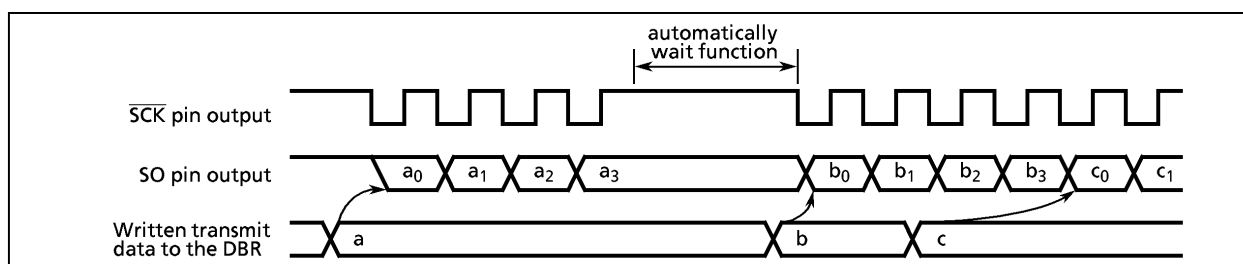 automatically
wait function
SCK pin output
SO pin output
a0 a1 a2 a3 b0 b1 b2 b3 c0 c1
Written transmit
data to the DBR
a b c